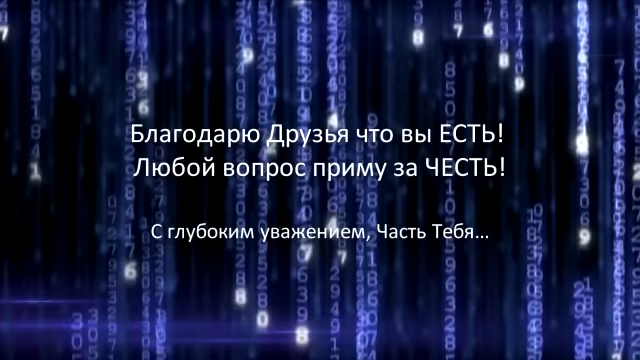 Благодарю Друзья что вы ЕСТЬ!
Любой вопрос приму за ЧЕСТЬ!
С глубоким уважением, Часть Тебя...